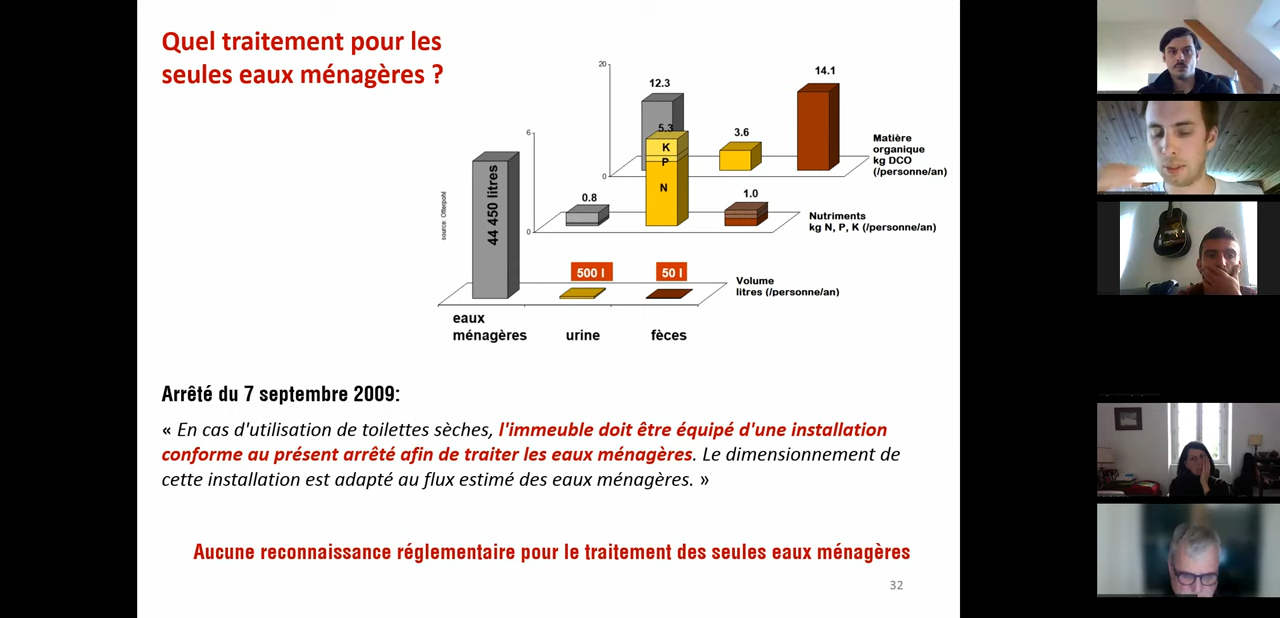 Quel traitement pour les
seules eaux ménagères ?
20
0
12.3
3.6
14.1
Matière
organique
kg DCO
(/personne/an)
6
0
0.8
5.3
K
P
N
1.0
Nutriments
kg N, P, K (/personne/an)
source: Otterpohl
44 450 litres
500 l
50 l
Volume
litres (/personne/an)
eaux
ménagères
urine
fèces
Arrêté du 7 septembre 2009:
« En cas d'utilisation de toilettes sèches, l'immeuble doit être équipé d'une installation
conforme au présent arrêté afin de traiter les eaux ménagères. Le dimensionnement de
cette installation est adapté au flux estimé des eaux ménagères. »
Aucune reconnaissance réglementaire pour le traitement des seules eaux ménagères
32